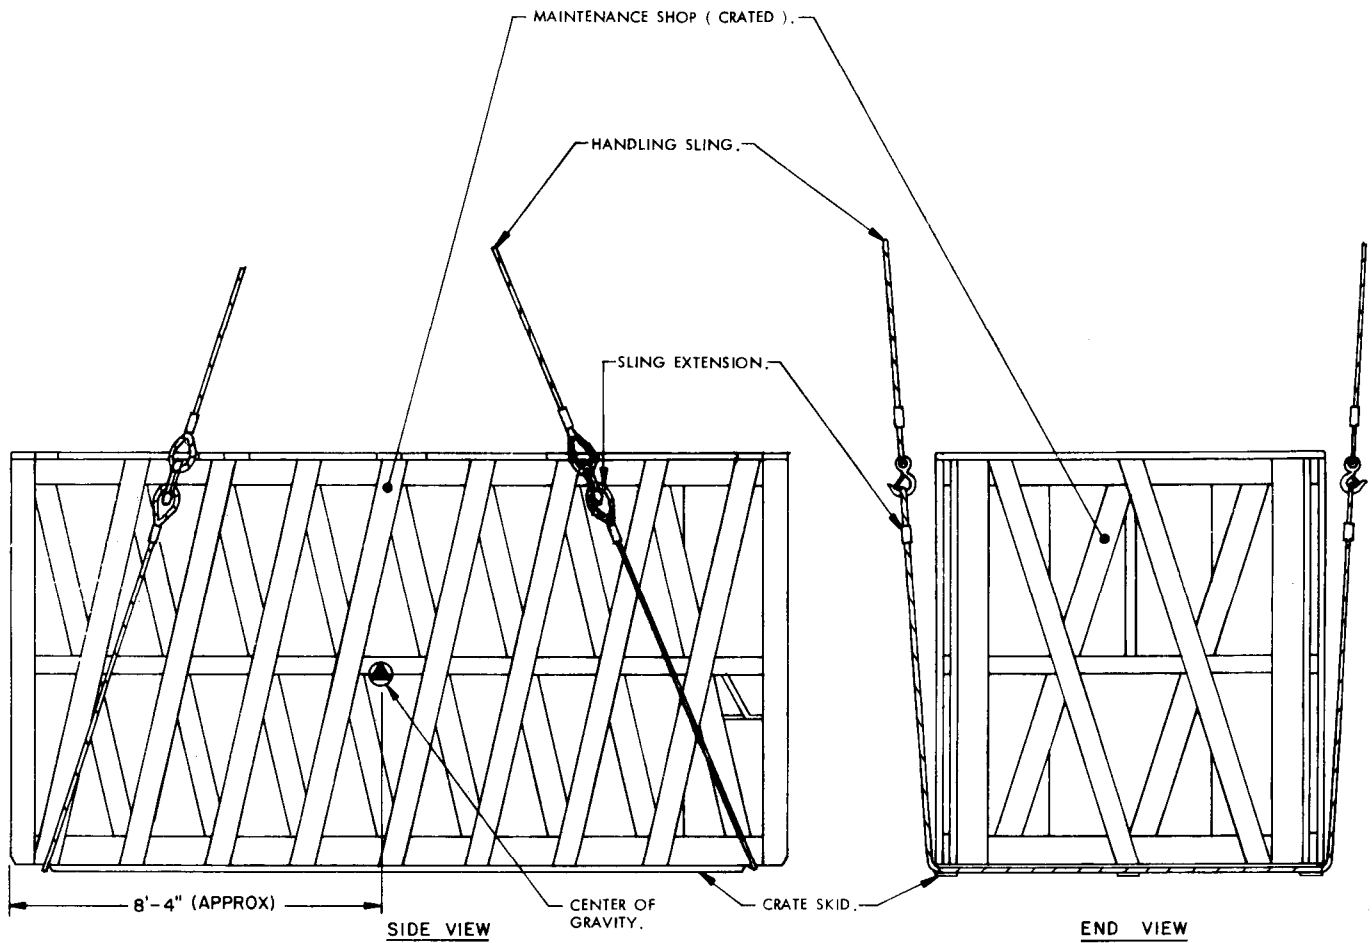 MAINTENANCE SHOP ( CRATED ).
HANDLING SLING.
SLING EXTENSION.
8'-4" (APPROX)
CENTER OF
GRAVITY.
CRATE SKID.
SIDE VIEW
END VIEW